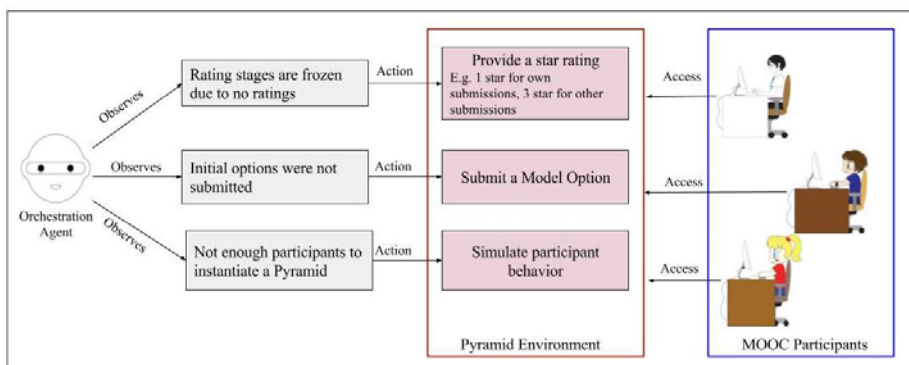 Rating stages are frozen
due to no ratings
Action
Provide a star rating
E.g. 1 star for own
submissions, 3 star for other
submissions
Access
Observes
Observes
Initial options were not
submitted
Action
Submit a Model Option
Access
Orchestration
Agent
Observes
Not enough participants to
instantiate a Pyramid
Action
Simulate participant
behavior
Access
Pyramid Environment
MOOC Participants